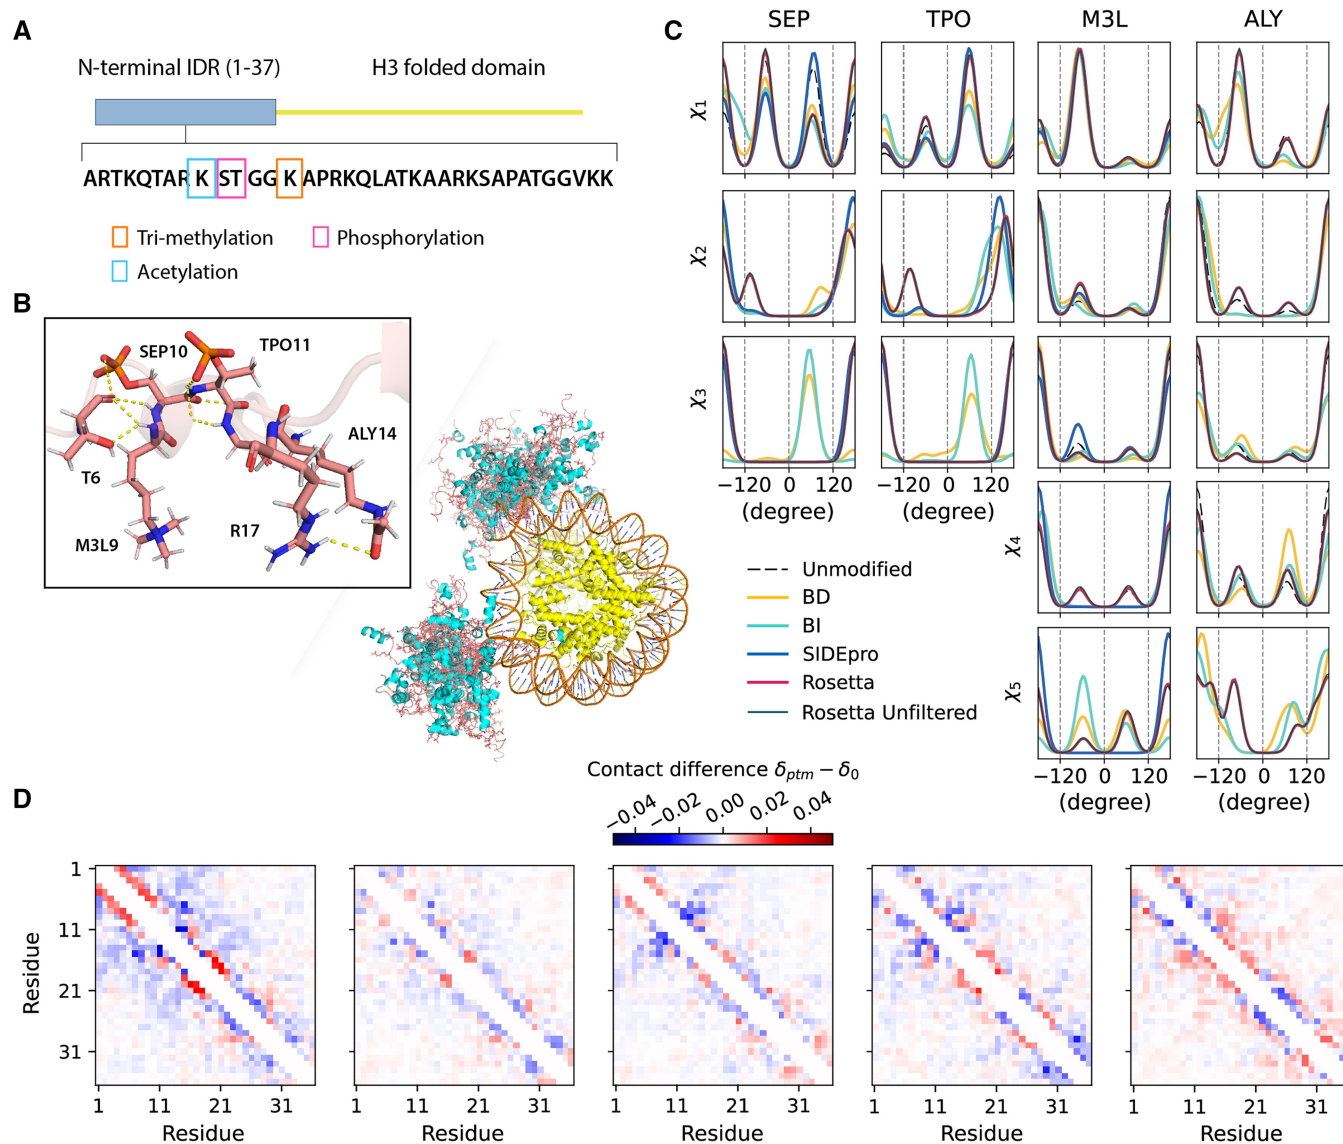 A
N-terminal IDR (1-37)
H3 folded domain
ARTKQTARKSTGGKAPRKQLATKAARKSAPATGGVKK
Tri-methylation
Phosphorylation
Acetylation
B
SEP10
TPO11
ALY14
T6
M3L9
R17
C
SEP TPO M3L ALY
χ1
χ2
χ3
−120 0 120
(degree)
−120 0 120
(degree)
χ4
χ5
−120 0 120
(degree)
−120 0 120
(degree)
Unmodified
BD
BI
SIDEpro
Rosetta
Rosetta Unfiltered
Contact difference δptm − δ0
−0.04 −0.02 0.00 0.02 0.04
D
Residue
1
11
21
31
1 11 21 31
Residue
1 11 21 31
Residue
1 11 21 31
Residue
1 11 21 31
Residue
1 11 21 31
Residue